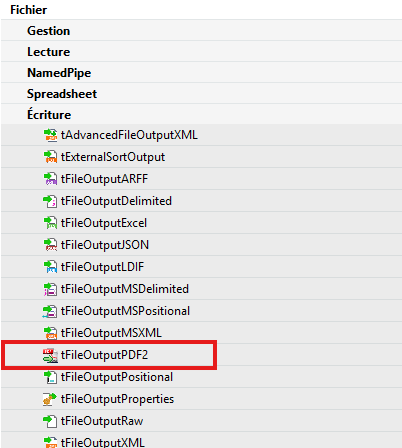 Fichier
Gestion
Lecture
NamedPipe
Spreadsheet
Écriture
tAdvancedFileOutputXML
tExternalSortOutput
tFileOutputARFF
tFileOutputDelimited
tFileOutputExcel
tFileOutputJSON
tFileOutputLDIF
tFileOutputMSDelimited
tFileOutputMSPositional
tFileOutputMSXML
tFileOutputPDF2
tFileOutputPositional
tFileOutputProperties
tFileOutputRaw
tFileOutputXML